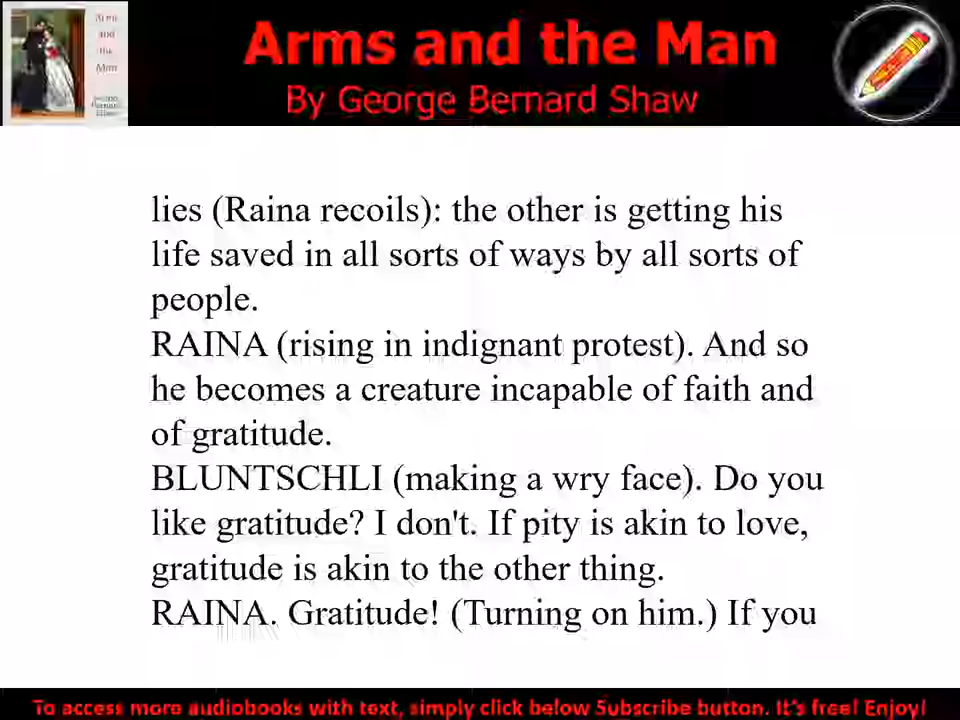 Arms and the Man
By George Bernard Shaw
Arms
and
the
Man
lies (Raina recoils): the other is getting his
life saved in all sorts of ways by all sorts of
people.
RAINA (rising in indignant protest). And so
he becomes a creature incapable of faith and
of gratitude.
BLUNTSCHLI (making a wry face). Do you
like gratitude? I don't. If pity is akin to love,
gratitude is akin to the other thing.
RAINA. Gratitude! (Turning on him.) If you
To access more audiobooks with text, simply click below Subscribe button. It's free! Enjoy!